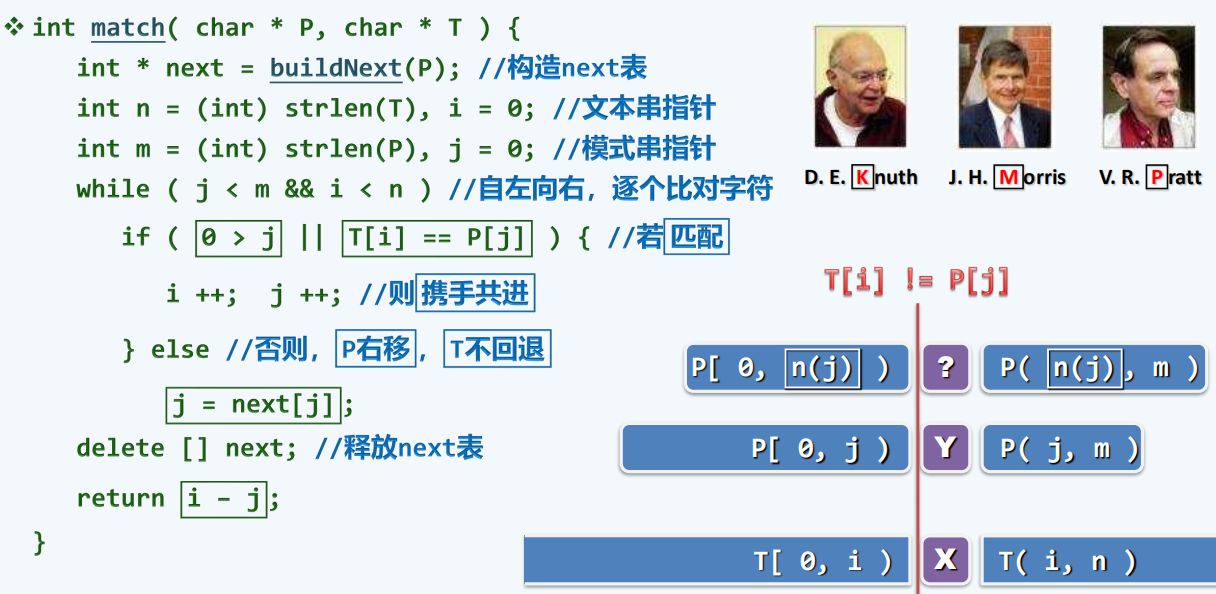 ❖ int match( char * P, char * T ) {
int * next = buildNext(P); //构造next表
int n = (int) strlen(T), i = 0; //文本串指针
int m = (int) strlen(P), j = 0; //模式串指针
while ( j < m && i < n ) //自左向右，逐个比对字符
if ( 0 > j || T[i] == P[j] ) { //若匹配
i ++; j ++; //则携手共进
} else //否则，P右移，T不回退
j = next[j];
delete [] next; //释放next表
return i - j;
}
D. E. Knuth J. H. Morris V. R. Pratt
T[i] != P[j]
P[ 0, n(j) ) ? P( n(j), m )
P[ 0, j ) Y P( j, m )
T[ 0, i ) X T( i, n )